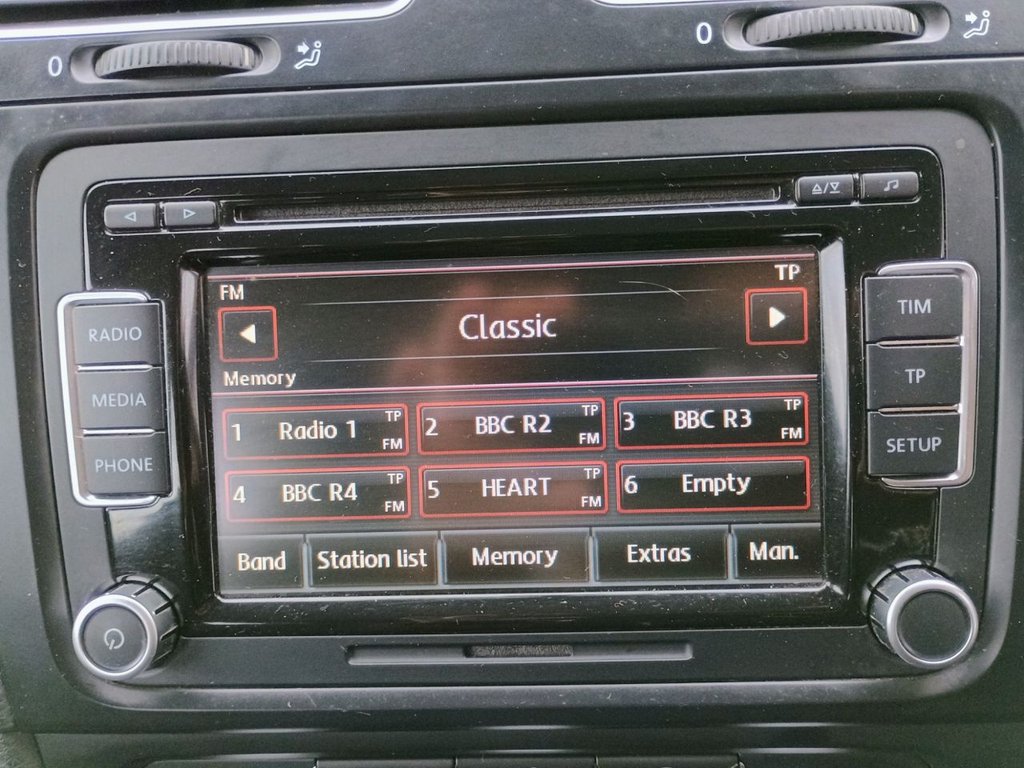 0
0
FM
TP
Classic
Memory
1 Radio 1 TP FM
2 BBC R2 TP FM
3 BBC R3 TP FM
4 BBC R4 TP FM
5 HEART TP FM
6 Empty
Band Station list Memory Extras Man.
RADIO
MEDIA
PHONE
TIM
TP
SETUP